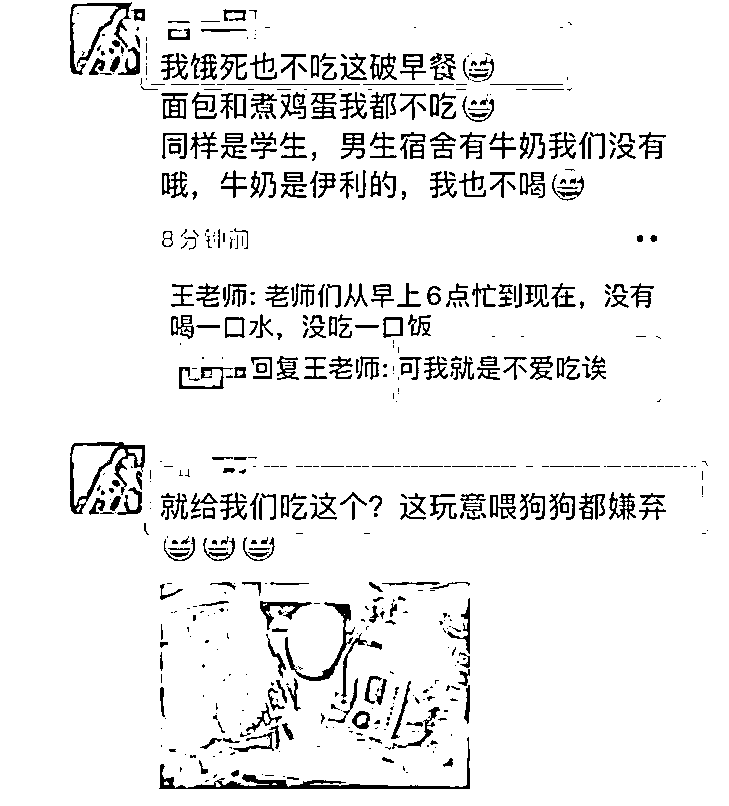 我饿死也不吃这破早餐😅
面包和煮鸡蛋我都不吃😅
同样是学生，男生宿舍有牛奶我们没有
哦，牛奶是伊利的，我也不喝😅
8分钟前
王老师: 老师们从早上6点忙到现在，没有
喝一口水，没吃一口饭
回复王老师: 可我就是不爱吃诶
就给我们吃这个？这玩意喂狗狗都嫌弃
😅😅😅